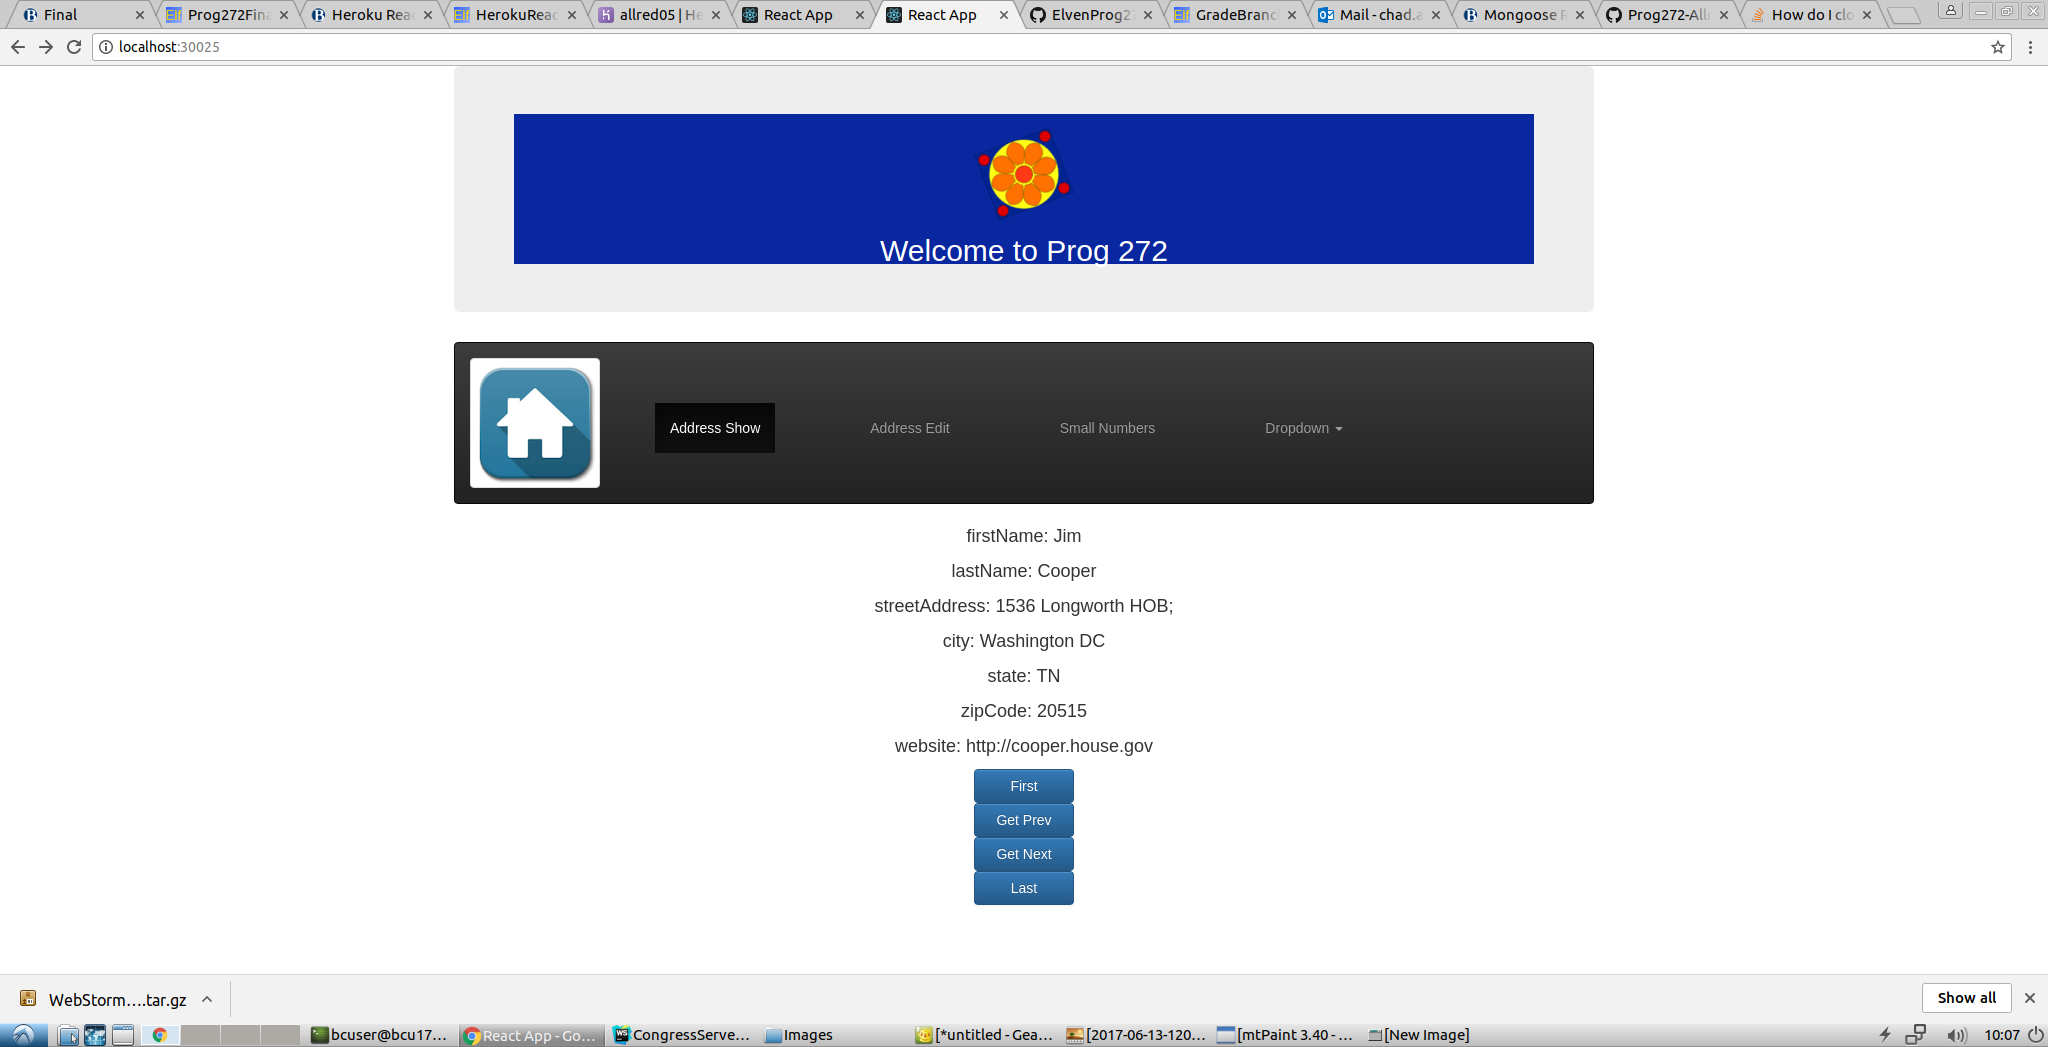 Final
Prog272Fina
Heroku Reac
HerokuReac
allred05 | He
React App
React App
ElvenProg2
GradeBranc
Mail - chad.a
Mongoose R
Prog272-Allr
How do I clo
localhost:30025
Welcome to Prog 272
Address Show
Address Edit
Small Numbers
Dropdown
firstName: Jim
lastName: Cooper
streetAddress: 1536 Longworth HOB;
city: Washington DC
state: TN
zipCode: 20515
website: http://cooper.house.gov
First
Get Prev
Get Next
Last
WebStorm....tar.gz
Show all
bcuser@bcu17...
React App - Go...
CongressServe...
Images
[*untitled - Gea...
[2017-06-13-120...
[mtPaint 3.40 - ...
[New Image]
10:07